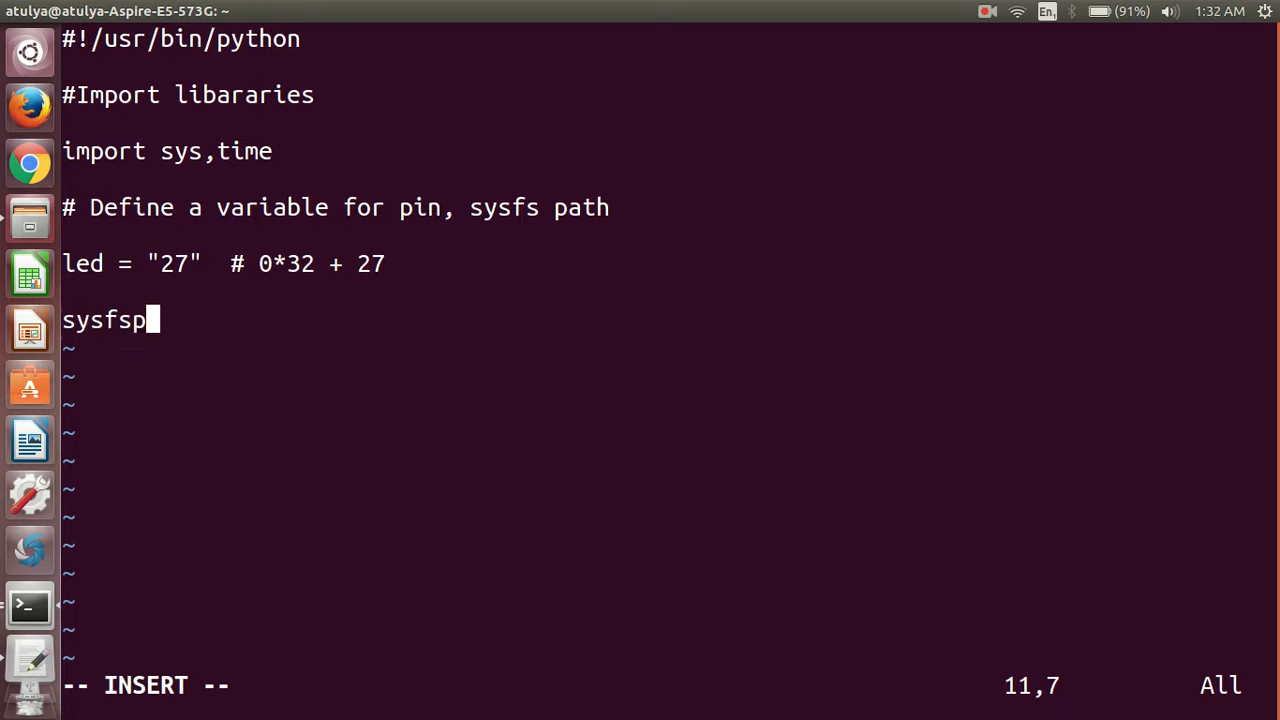 atulya@atulya-Aspire-E5-573G: ~ En₁ (91%) 1:32 AM
#!/usr/bin/python
#Import libararies
import sys,time
# Define a variable for pin, sysfs path
led = "27"  # 0*32 + 27
sysfsp
~
~
~
~
~
~
~
~
~
~
~
~
-- INSERT -- 11,7 All